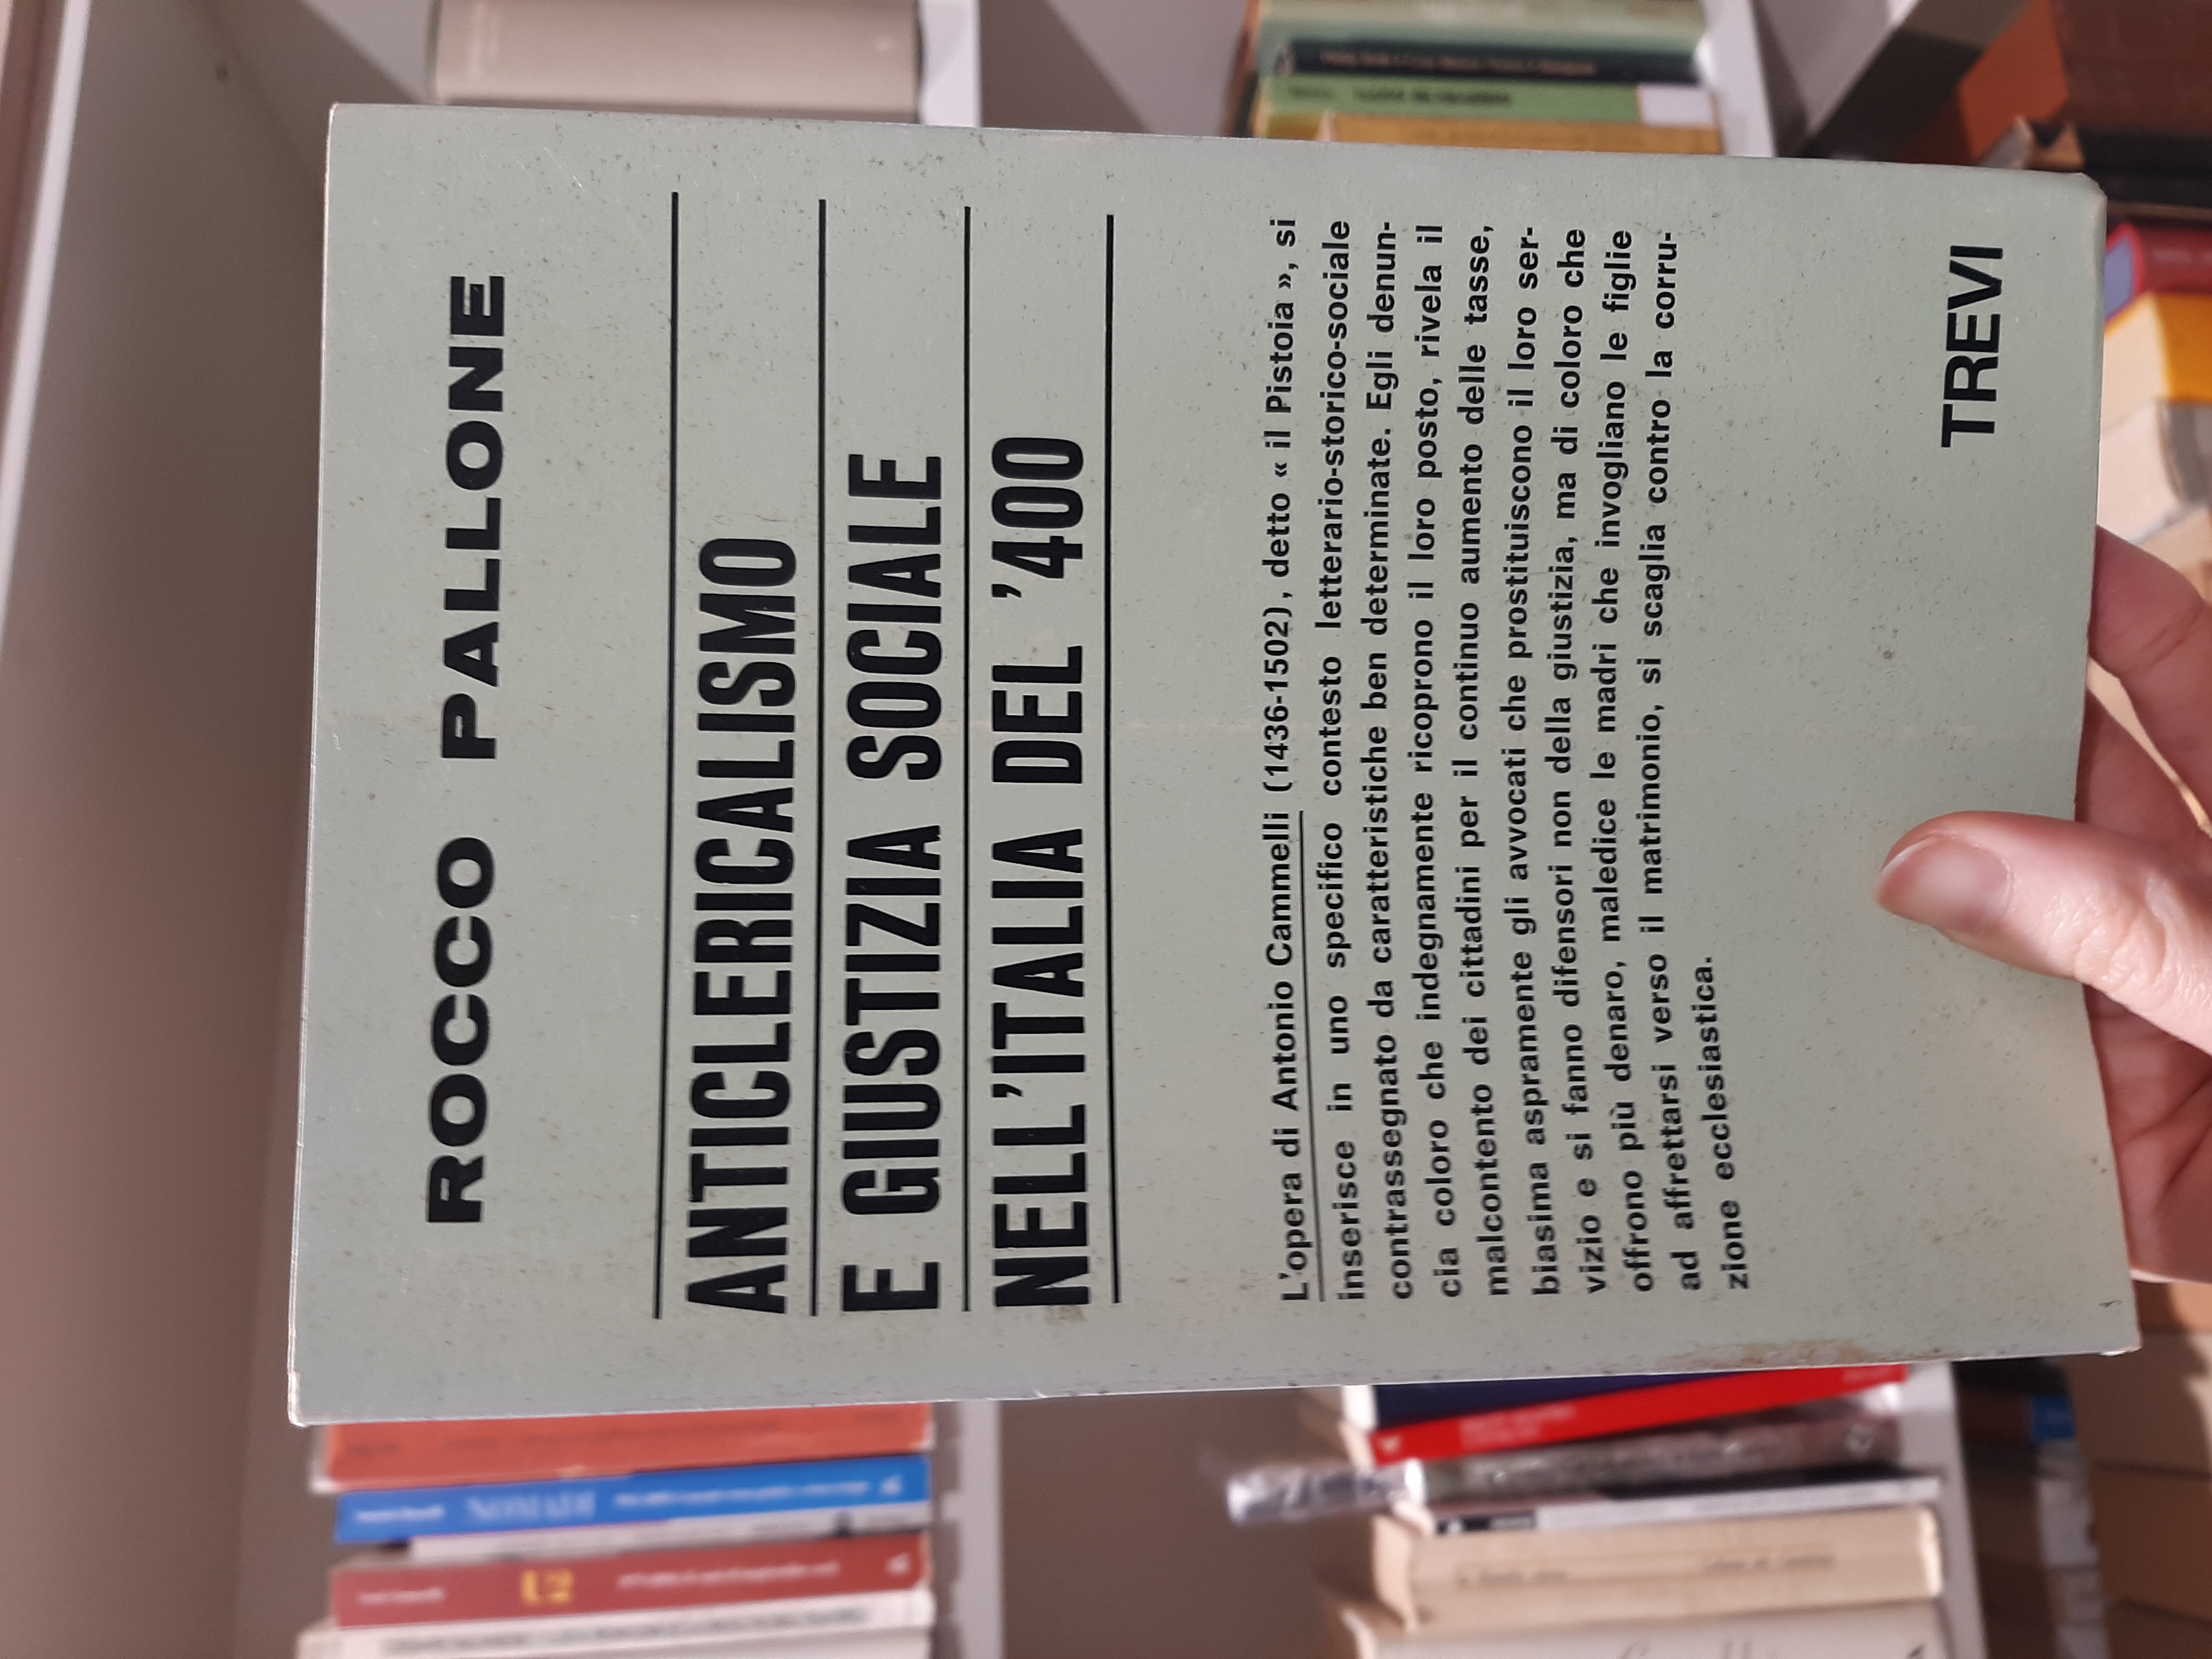 ROCCO PALLONE
ANTICLERICALISMO
E GIUSTIZIA SOCIALE
NELL'ITALIA DEL '400
L'opera di Antonio Cammelli (1436-1502), detto « il Pistoia », si
inserisce in uno specifico contesto letterario-storico-sociale
contrassegnato da caratteristiche ben determinate. Egli denun-
cia coloro che indegnamente ricoprono il loro posto, rivela il
malcontento dei cittadini per il continuo aumento delle tasse,
biasima aspramente gli avvocati che prostituiscono il loro ser-
vizio e si fanno difensori non della giustizia, ma di coloro che
offrono più denaro, maledice le madri che invogliano le figlie
ad affrettarsi verso il matrimonio, si scaglia contro la corru-
zione ecclesiastica.
TREVI